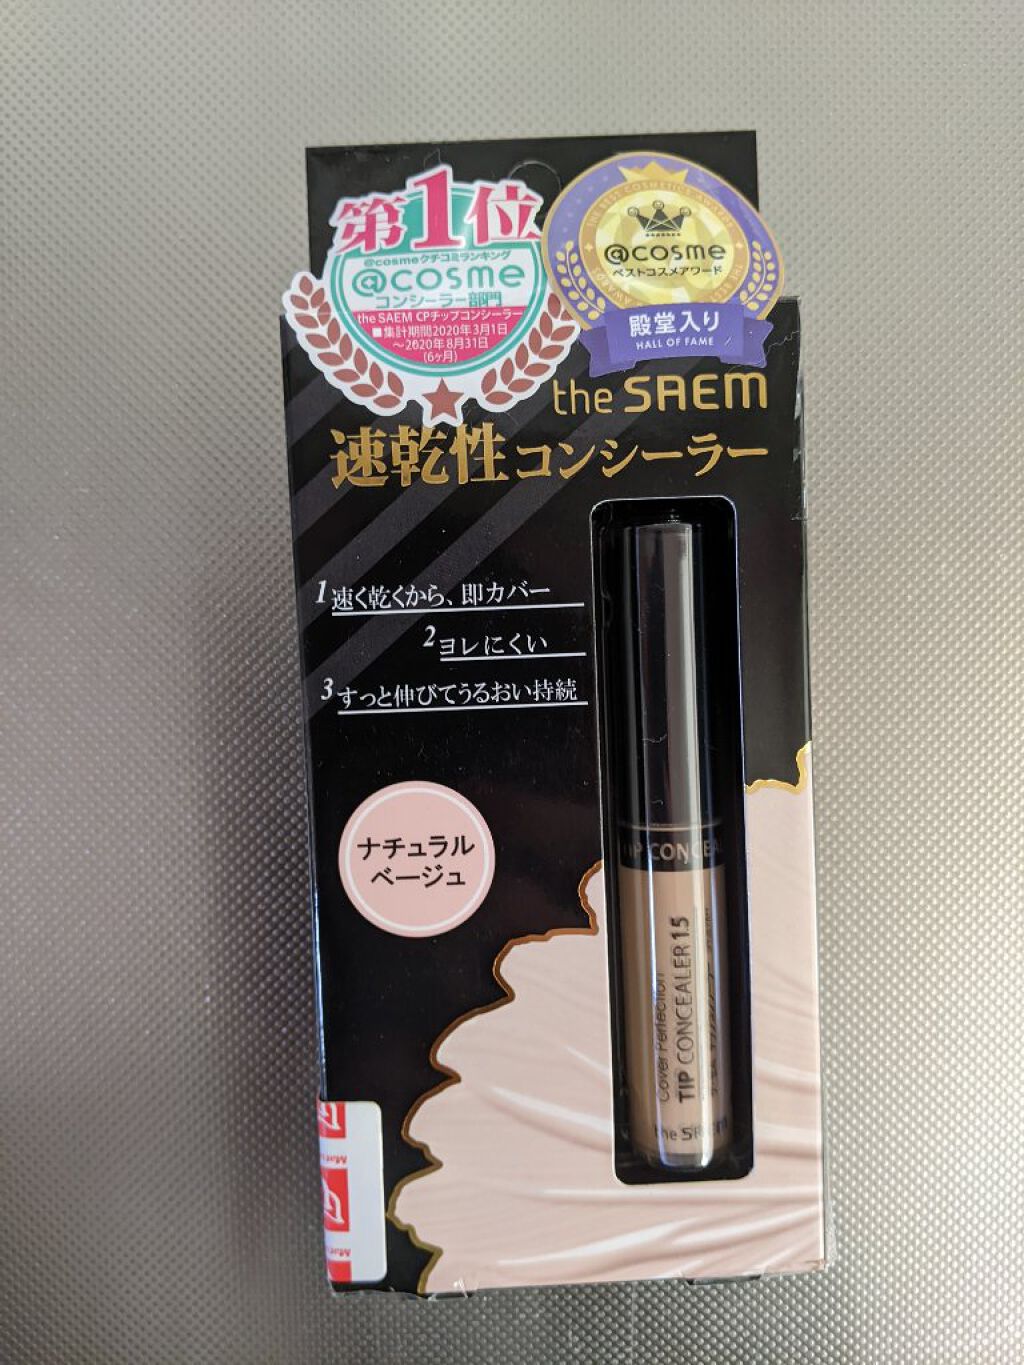 第1位
@cosmeクチコミランキング
@cosme
コンシーラー部門
the SAEM CPチップコンシーラー
■集計期間2020年3月1日
～2020年8月31日
(6ヶ月)
THE BEST COSMETICS AWARDS
@cosme
ベストコスメアワード
殿堂入り
HALL OF FAME
the SAEM
速乾性コンシーラー
1 速く乾くから、即カバー
2 ヨレにくい
3 すっと伸びてうるおい持続
ナチュラル
ベージュ
TIP CONCEAL
Cover Perfection
TIP CONCEALER 1.5
the SAEM